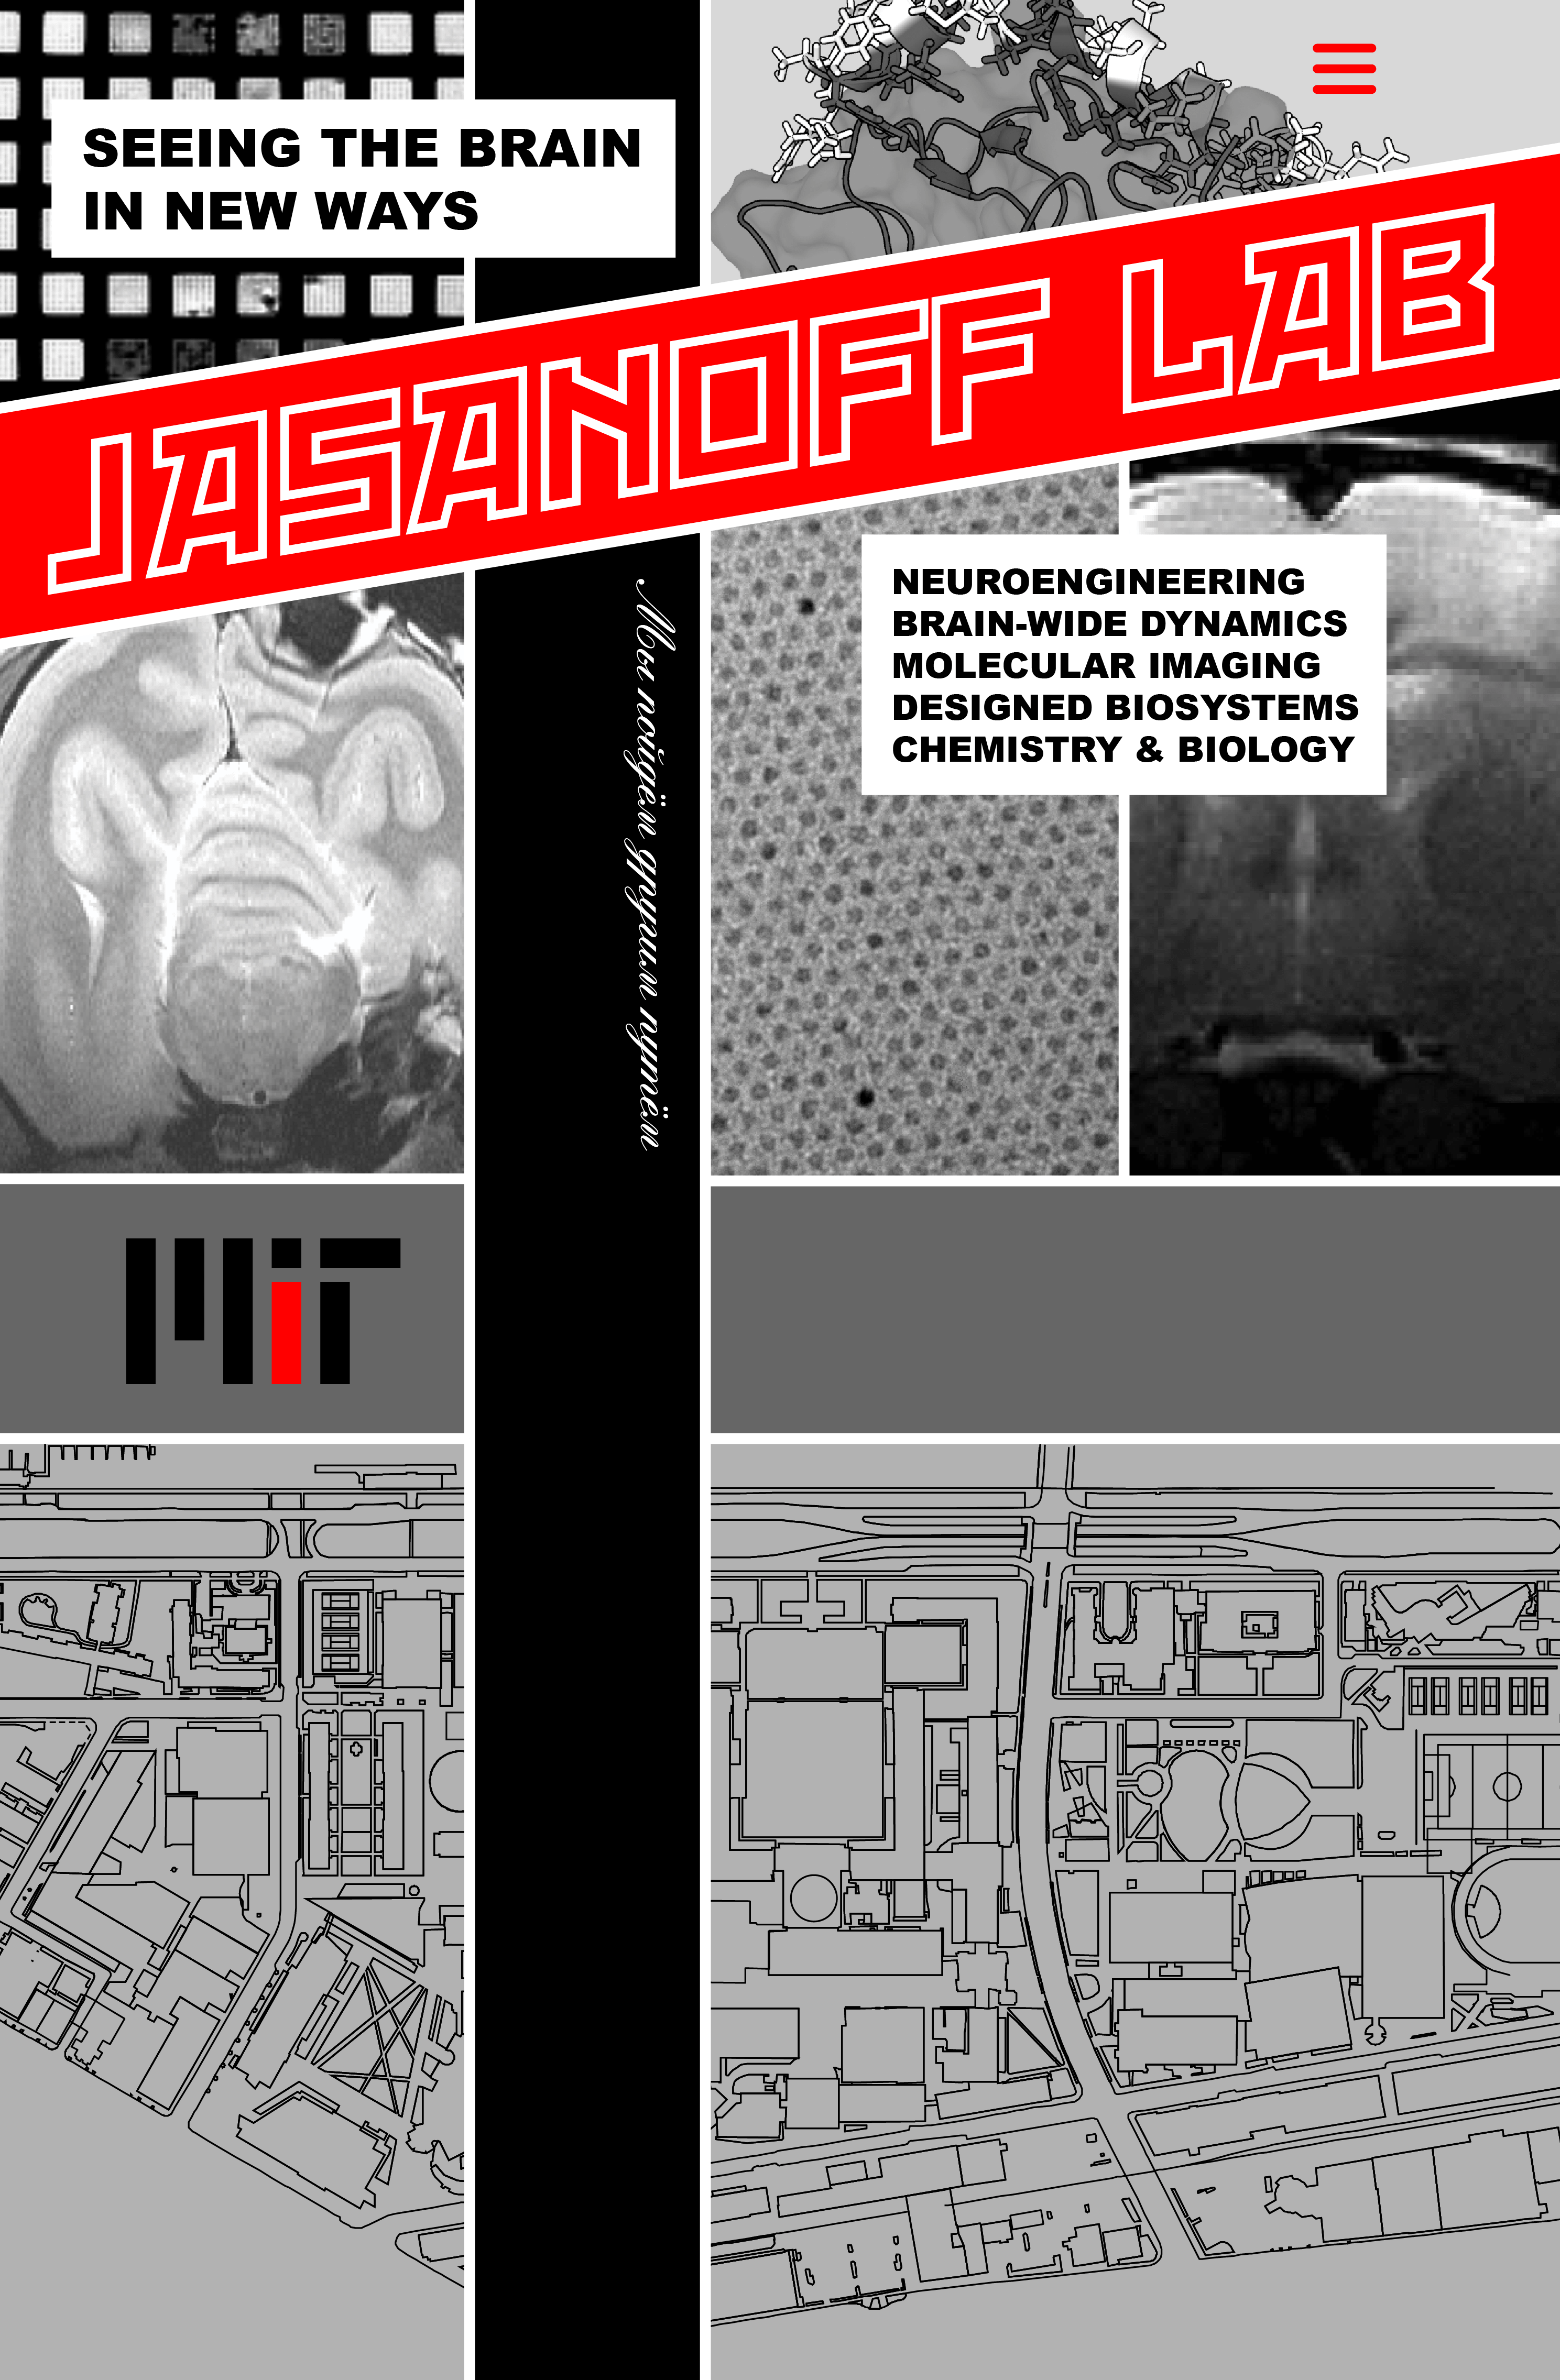 SEEING THE BRAIN
IN NEW WAYS
JASANOFF LAB
NEUROENGINEERING
BRAIN-WIDE DYNAMICS
MOLECULAR IMAGING
DESIGNED BIOSYSTEMS
CHEMISTRY & BIOLOGY
Мы пойдём другим путём
MIT